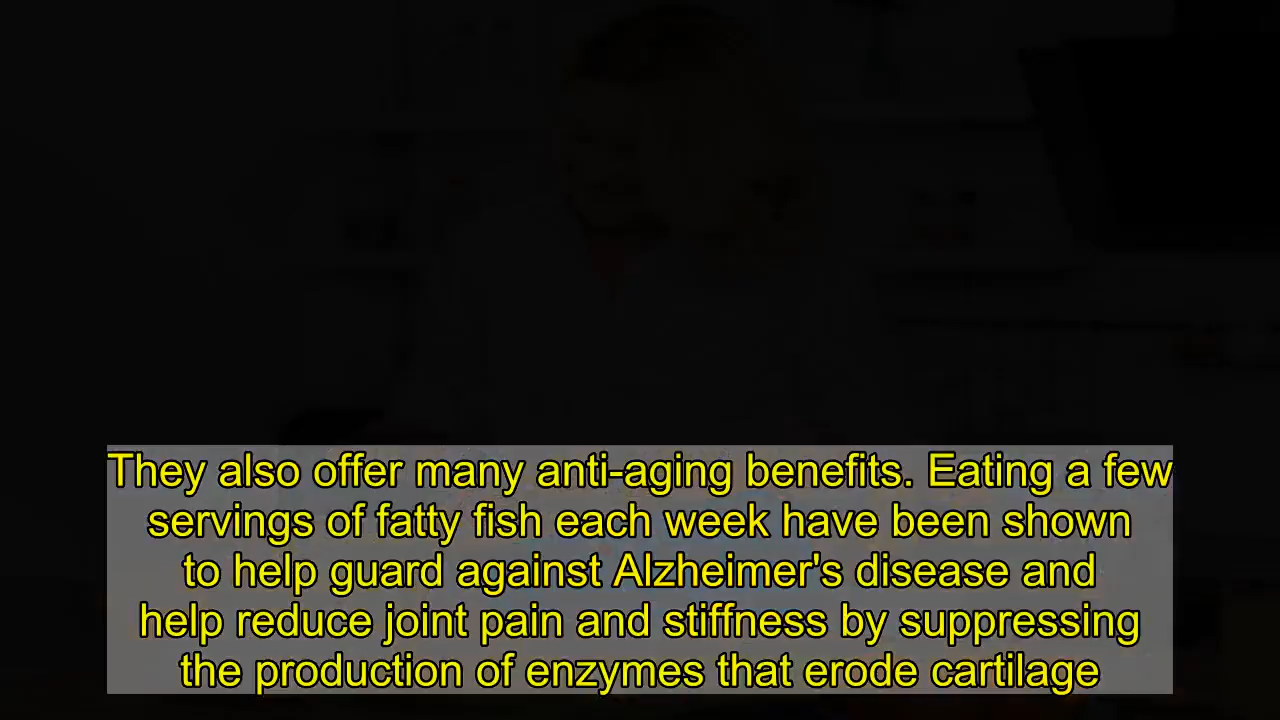 They also offer many anti-aging benefits. Eating a few
servings of fatty fish each week have been shown
to help guard against Alzheimer's disease and
help reduce joint pain and stiffness by suppressing
the production of enzymes that erode cartilage